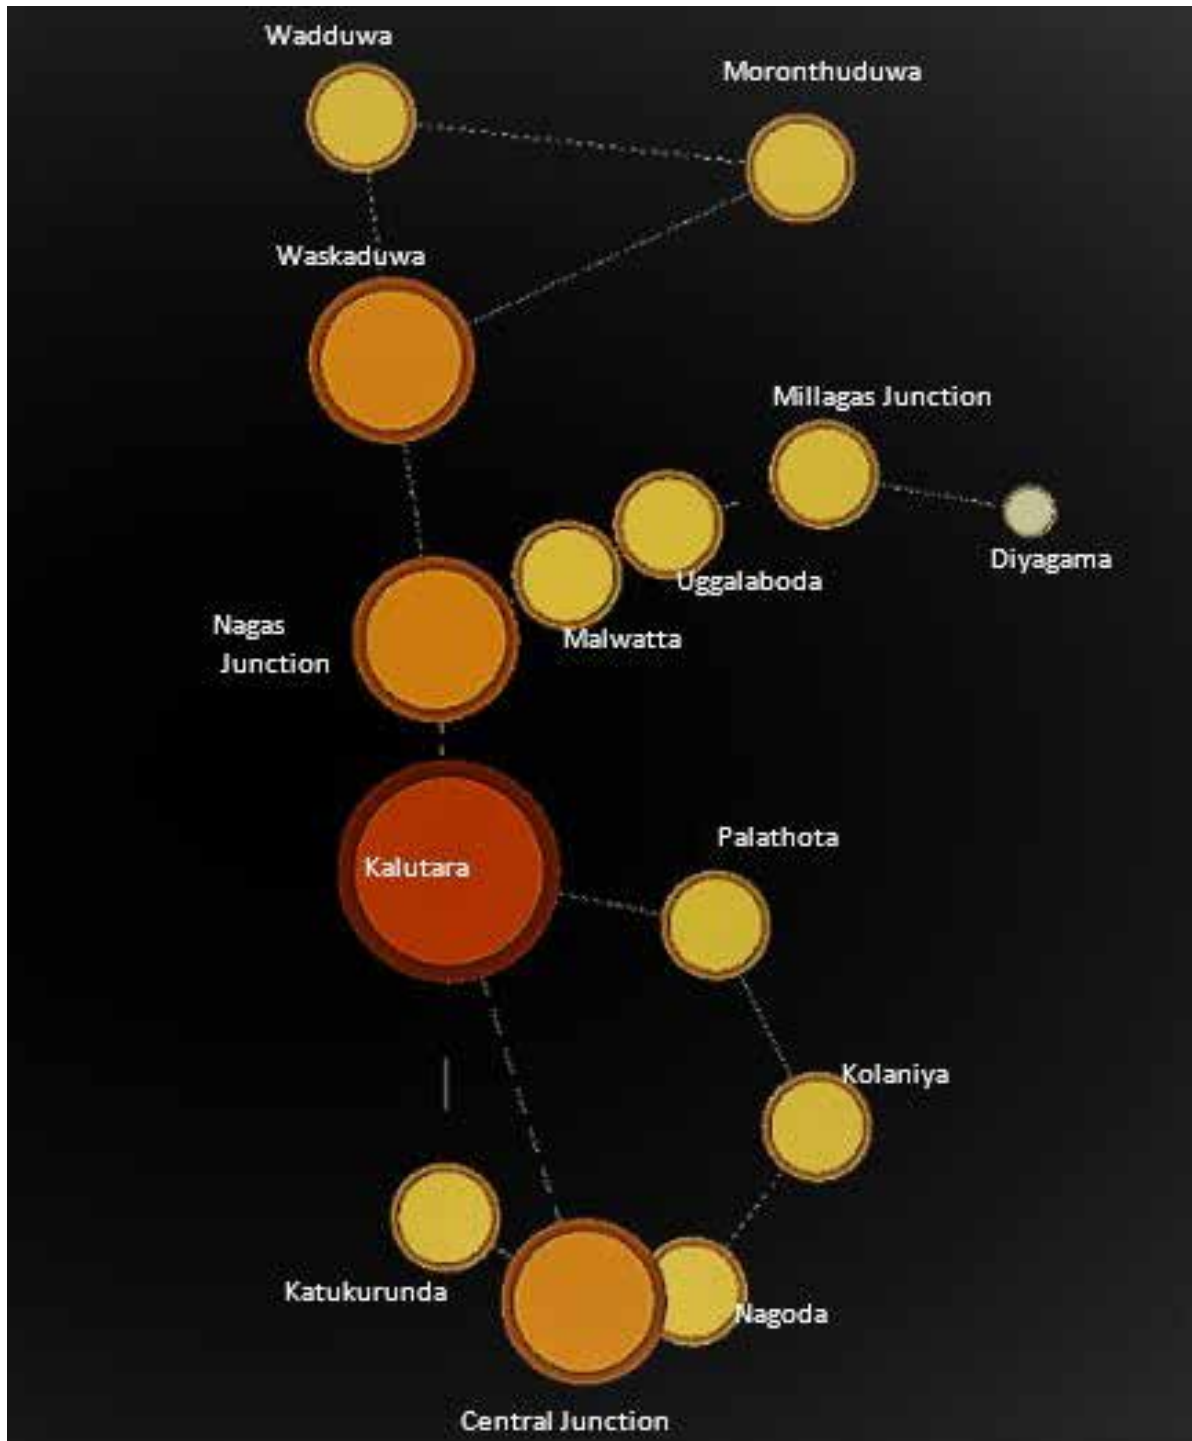 Wadduwa
Moronthuduwa
Waskaduwa
Millagas Junction
Diyagama
Uggalaboda
Nagas
Junction
Malwatta
Palathota
Kalutara
Kolaniya
Katukurunda
Nagoda
Central Junction